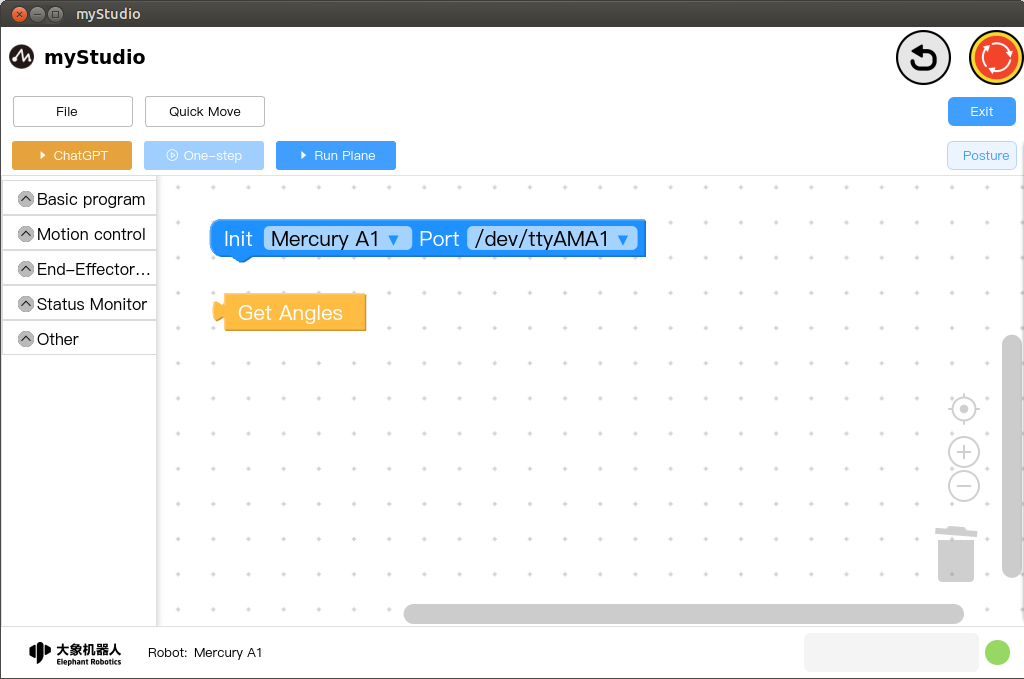 myStudio
myStudio
File
Quick Move
Exit
ChatGPT
One-step
Run Plane
Posture
Basic program
Motion control
End-Effector...
Status Monitor
Other
Init Mercury A1 ▼ Port /dev/ttyAMA1 ▼
Get Angles
大象机器人
Elephant Robotics
Robot: Mercury A1